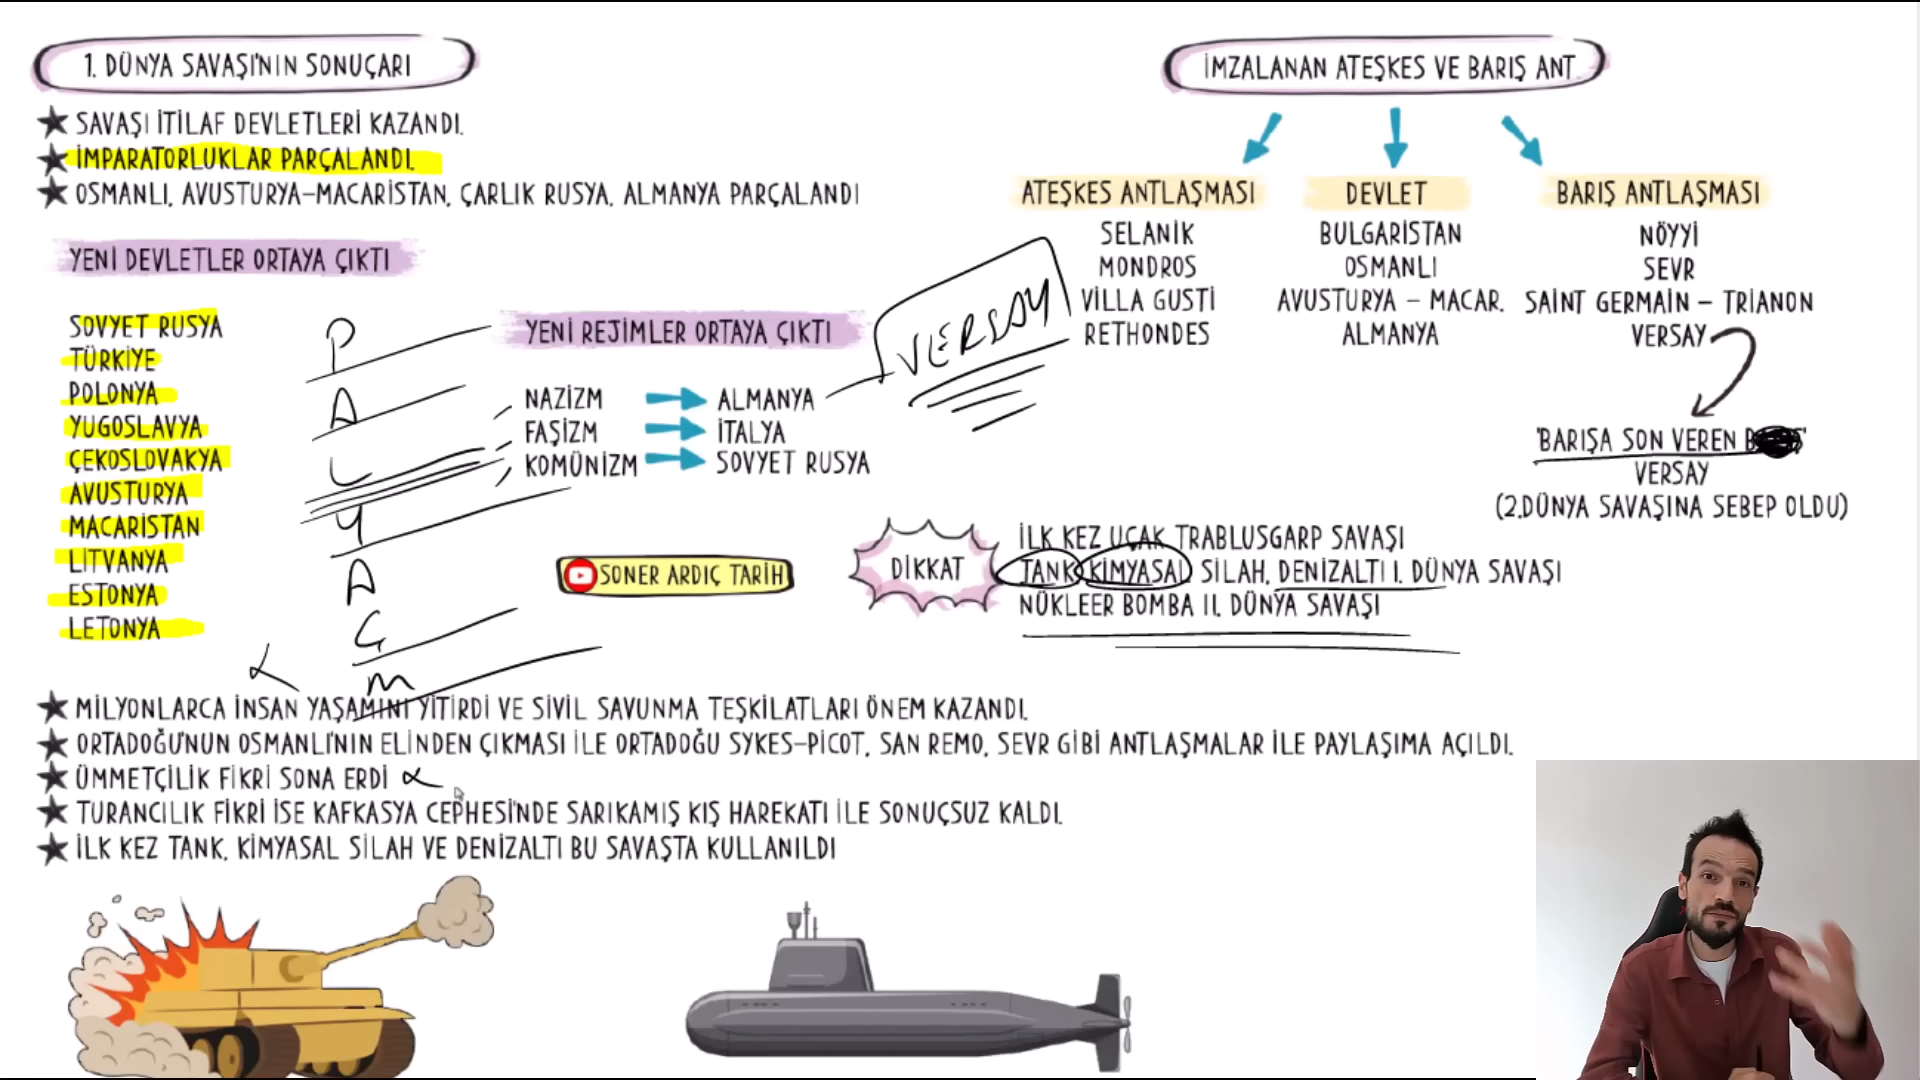 1. DÜNYA SAVAŞI'NIN SONUÇARI
★ SAVAŞI İTİLAF DEVLETLERİ KAZANDI.
★ İMPARATORLUKLAR PARÇALANDI.
★ OSMANLI, AVUSTURYA-MACARİSTAN, ÇARLIK RUSYA, ALMANYA PARÇALANDI
YENİ DEVLETLER ORTAYA ÇIKTI
SOVYET RUSYA
TÜRKİYE
POLONYA
YUGOSLAVYA
ÇEKOSLOVAKYA
AVUSTURYA
MACARİSTAN
LİTVANYA
ESTONYA
LETONYA
P
A
L
Y
A
Ç
M
YENİ REJİMLER ORTAYA ÇIKTI
NAZİZM ALMANYA
FAŞİZM İTALYA
KOMÜNİZM SOVYET RUSYA
VERSAY
SONER ARDIÇ TARİH
İMZALANAN ATEŞKES VE BARIŞ ANT
ATEŞKES ANTLAŞMASI DEVLET BARIŞ ANTLAŞMASI
SELANİK BULGARİSTAN NÖYYİ
MONDROS OSMANLI SEVR
VİLLA GUSTİ AVUSTURYA - MACAR. SAINT GERMAIN - TRİANON
RETHONDES ALMANYA VERSAY
'BARIŞA SON VEREN
VERSAY
(2.DÜNYA SAVAŞINA SEBEP OLDU)
DİKKAT
İLK KEZ UÇAK TRABLUSGARP SAVAŞI
TANK KİMYASAL SİLAH, DENİZALTI I. DÜNYA SAVAŞI
NÜKLEER BOMBA II. DÜNYA SAVAŞI
★ MİLYONLARCA İNSAN YAŞAMINI YİTİRDİ VE SİVİL SAVUNMA TEŞKİLATLARI ÖNEM KAZANDI.
★ ORTADOĞU'NUN OSMANLI'NIN ELİNDEN ÇIKMASI İLE ORTADOĞU SYKES-PICOT, SAN REMO, SEVR GİBİ ANTLAŞMALAR İLE PAYLAŞIMA AÇILDI.
★ ÜMMETÇİLİK FİKRİ SONA ERDİ
★ TURANCILIK FİKRİ İSE KAFKASYA CEPHESİ'NDE SARIKAMIŞ KIŞ HAREKATI İLE SONUÇSUZ KALDI.
★ İLK KEZ TANK, KİMYASAL SİLAH VE DENİZALTI BU SAVAŞTA KULLANILDI